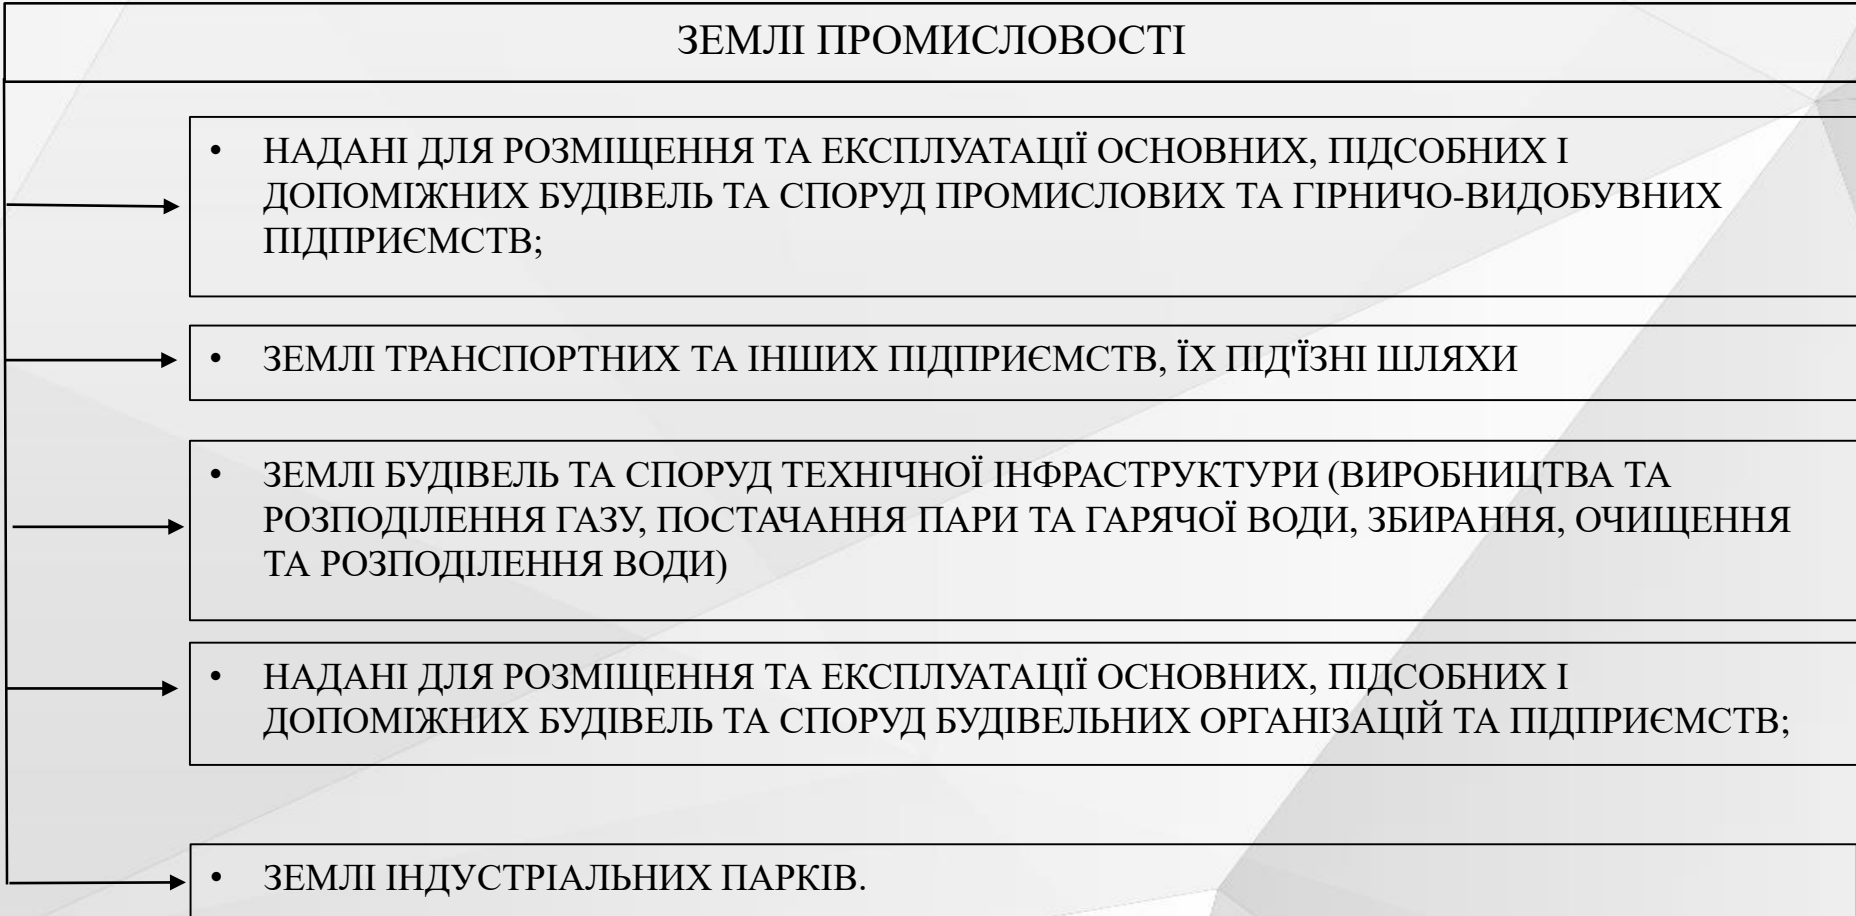 ЗЕМЛІ ПРОМИСЛОВОСТІ
• НАДАНІ ДЛЯ РОЗМІЩЕННЯ ТА ЕКСПЛУАТАЦІЇ ОСНОВНИХ, ПІДСОБНИХ І
ДОПОМІЖНИХ БУДІВЕЛЬ ТА СПОРУД ПРОМИСЛОВИХ ТА ГІРНИЧО-ВИДОБУВНИХ
ПІДПРИЄМСТВ;
• ЗЕМЛІ ТРАНСПОРТНИХ ТА ІНШИХ ПІДПРИЄМСТВ, ЇХ ПІД'ЇЗНІ ШЛЯХИ
• ЗЕМЛІ БУДІВЕЛЬ ТА СПОРУД ТЕХНІЧНОЇ ІНФРАСТРУКТУРИ (ВИРОБНИЦТВА ТА
РОЗПОДІЛЕННЯ ГАЗУ, ПОСТАЧАННЯ ПАРИ ТА ГАРЯЧОЇ ВОДИ, ЗБИРАННЯ, ОЧИЩЕННЯ
ТА РОЗПОДІЛЕННЯ ВОДИ)
• НАДАНІ ДЛЯ РОЗМІЩЕННЯ ТА ЕКСПЛУАТАЦІЇ ОСНОВНИХ, ПІДСОБНИХ І
ДОПОМІЖНИХ БУДІВЕЛЬ ТА СПОРУД БУДІВЕЛЬНИХ ОРГАНІЗАЦІЙ ТА ПІДПРИЄМСТВ;
• ЗЕМЛІ ІНДУСТРІАЛЬНИХ ПАРКІВ.